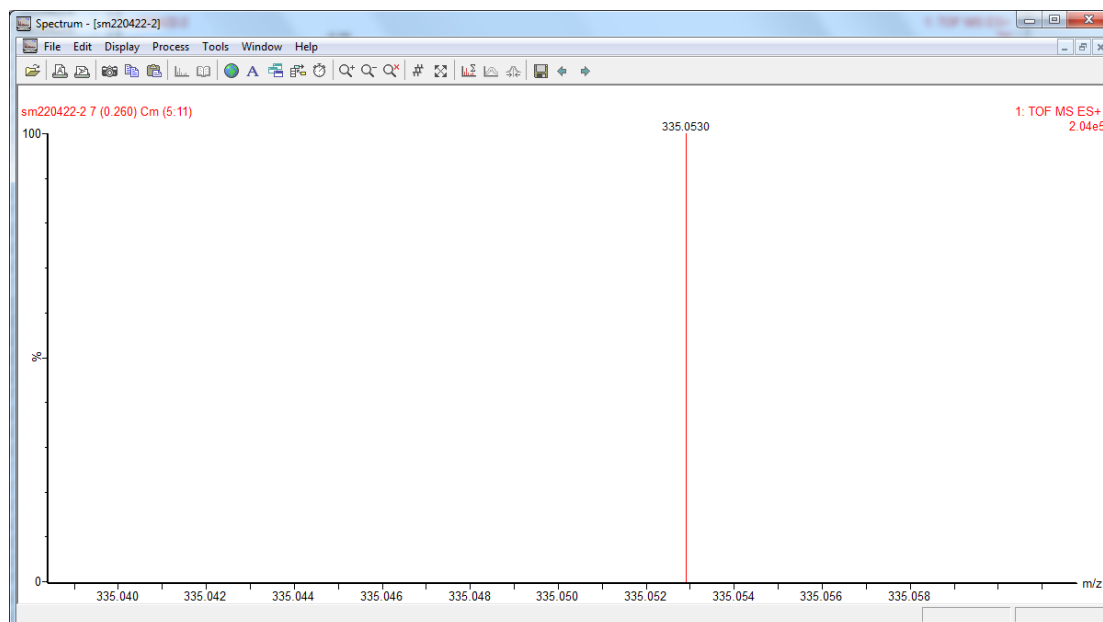 Spectrum - [sm220422-2]
File Edit Display Process Tools Window Help
sm220422-2 7 (0.260) Cm (5:11)
1: TOF MS ES+
2.04e5
335.0530
100
%
0
m/z
335.040 335.042 335.044 335.046 335.048 335.050 335.052 335.054 335.056 335.058